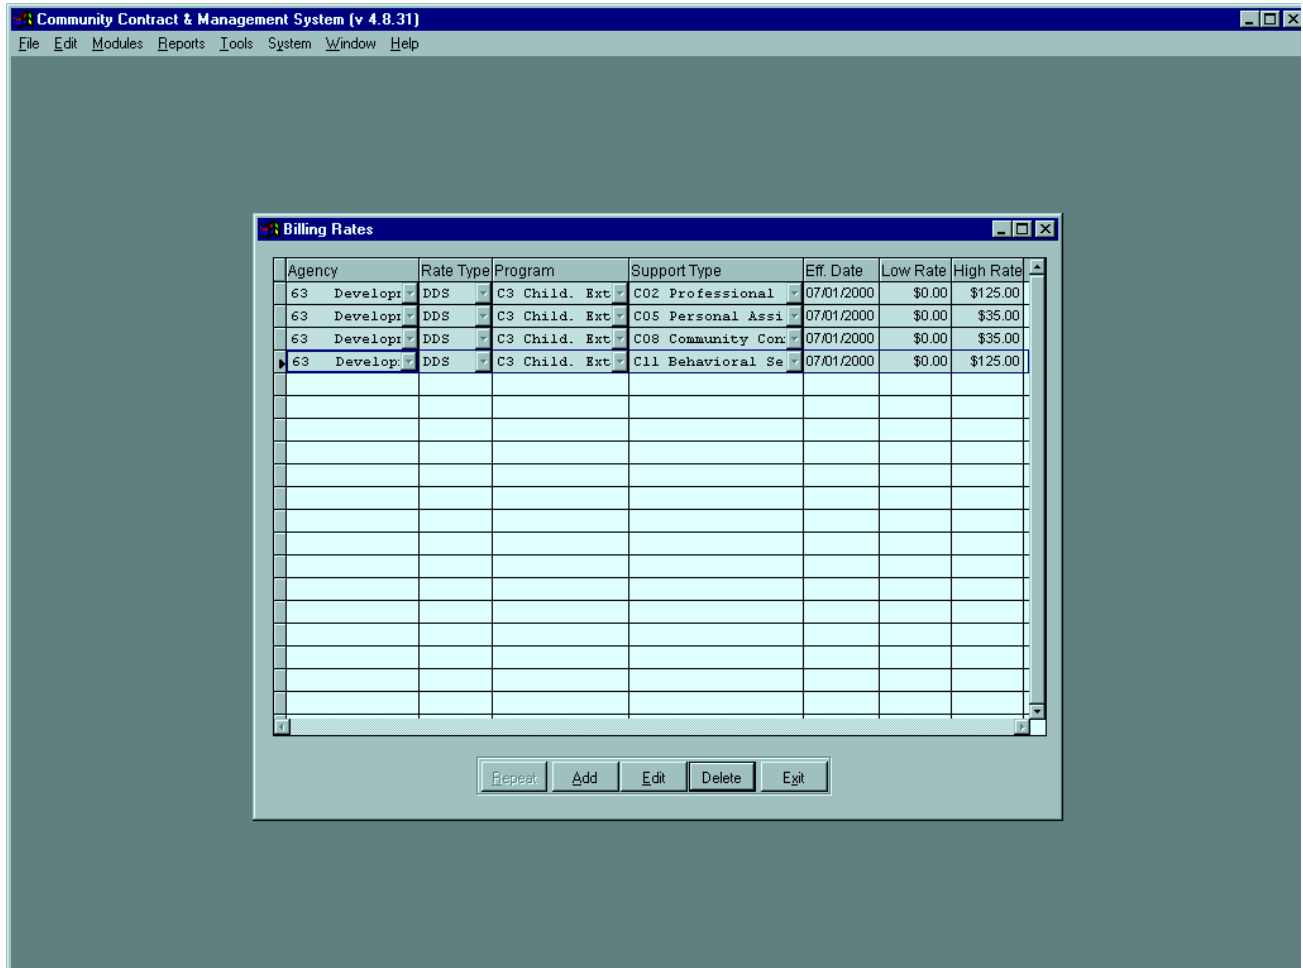 Community Contract & Management System (v 4.8.31)
File Edit Modules Reports Tools System Window Help
Billing Rates
Agency Rate Type Program Support Type Eff. Date Low Rate High Rate
63 Developr DDS C3 Child. Ext C02 Professional 07/01/2000 $0.00 $125.00
63 Developr DDS C3 Child. Ext C05 Personal Assi 07/01/2000 $0.00 $35.00
63 Developr DDS C3 Child. Ext C08 Community Con 07/01/2000 $0.00 $35.00
63 Develop DDS C3 Child. Ext C11 Behavioral Se 07/01/2000 $0.00 $125.00
Repeat Add Edit Delete Exit